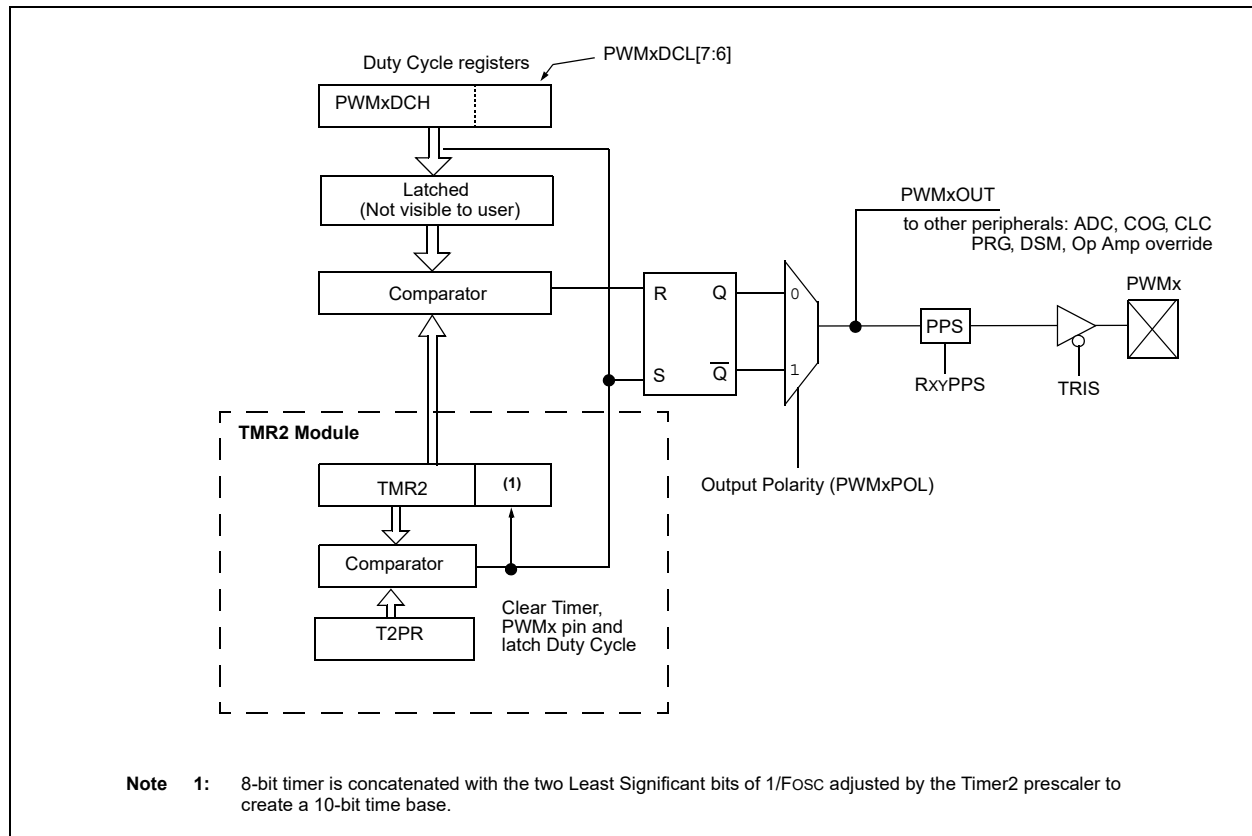 Duty Cycle registers
PWMxDCL[7:6]
PWMxDCH
Latched
(Not visible to user)
Comparator
R
Q
S
Q
0
1
PWMxOUT
to other peripherals: ADC, COG, CLC
PRG, DSM, Op Amp override
PPS
RXYPPS
TRIS
PWMx
Output Polarity (PWMxPOL)
TMR2 Module
TMR2
(1)
Comparator
T2PR
Clear Timer,
PWMx pin and
latch Duty Cycle
Note 1: 8-bit timer is concatenated with the two Least Significant bits of 1/FOSC adjusted by the Timer2 prescaler to
create a 10-bit time base.